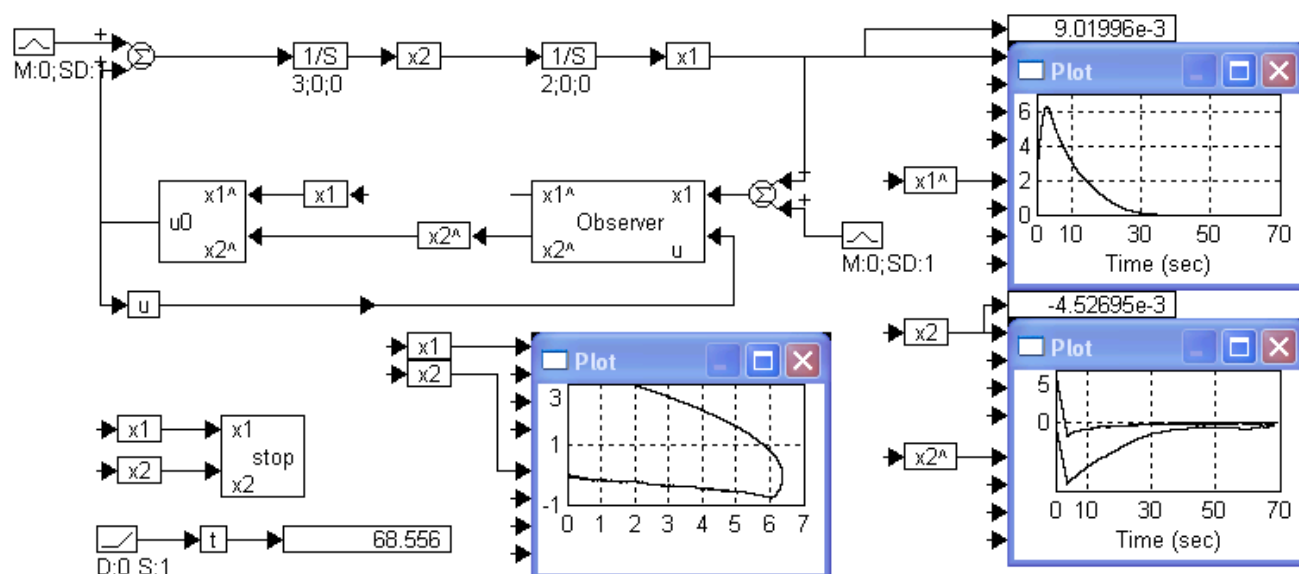 9.01996e-3
+
M:0;SD:1
+
Σ
1/S
3;0;0
x2
1/S
2;0;0
x1
Plot
6
4
2
0
0 10 30 50 70
Time (sec)
x1^
u0
x2^
x1
x2^
x1^
Observer
x2^
x1
u
Σ
+
+
M:0;SD:1
x1^
u
-4.52695e-3
x2
Plot
5
0
0 10 30 50 70
Time (sec)
x2^
x1
x2
Plot
3
1
-1
0 1 2 3 4 5 6 7
x1
x2
x1
stop
x2
t
68.556
D:0 S:1